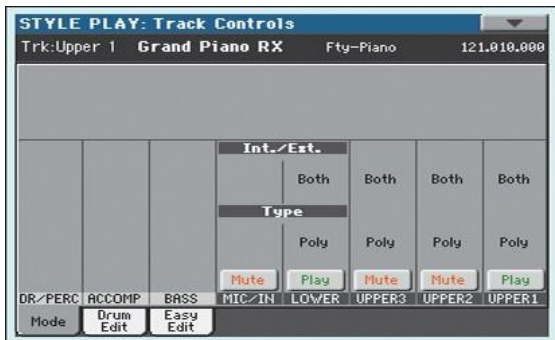 STYLE PLAY: Track Controls
Trk:Upper 1 Grand Piano RX Fty-Piano 121.010.000
Int./Ext.
Both Both Both Both
Type
Poly Poly Poly Poly
Mute Play Mute Mute Play
DR/PERC ACCOMP BASS MIC/IN LOWER UPPER3 UPPER2 UPPER1
Mode Drum Edit Easy Edit